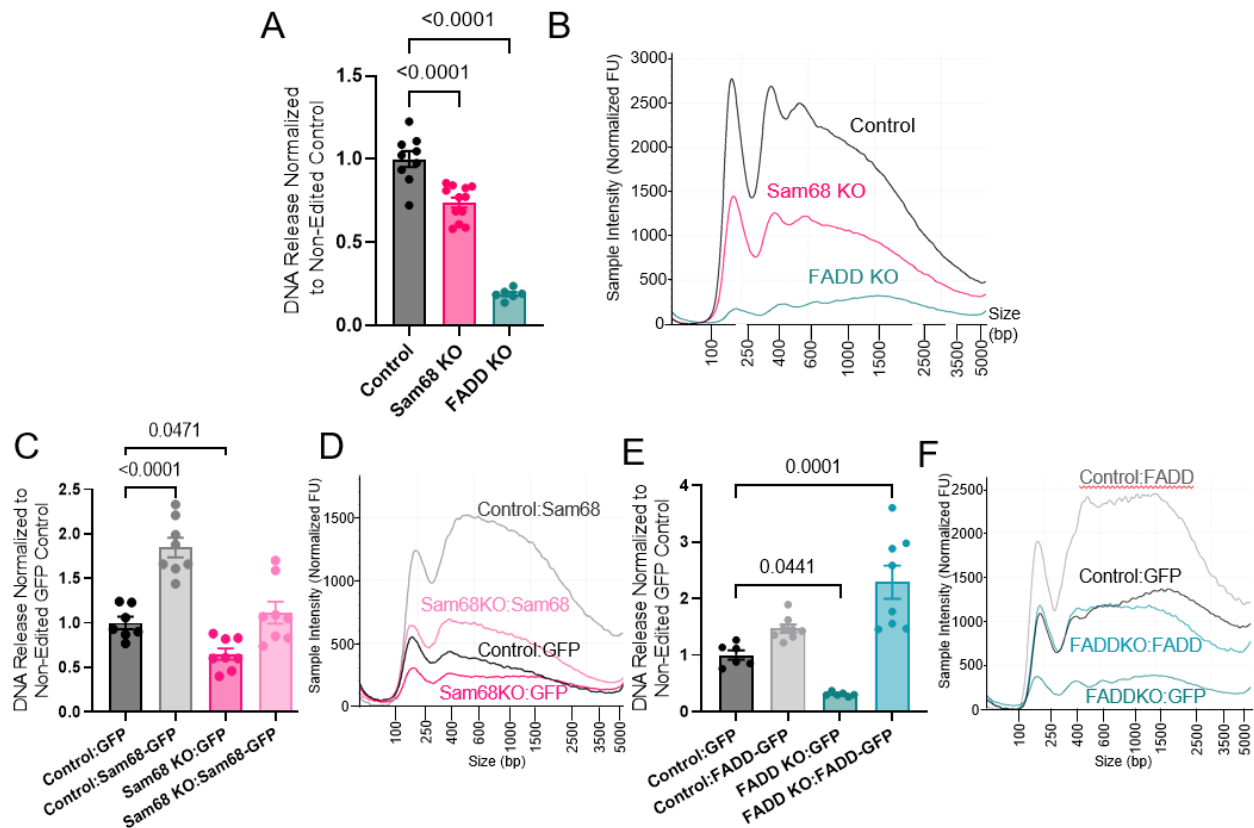 A
<0.0001
<0.0001
DNA Release Normalized
to Non-Edited Control
1.5
1.0
0.5
0.0
Control
Sam68 KO
FADD KO
B
Sample Intensity (Normalized FU)
3000
2500
2000
1500
1000
500
0
Control
Sam68 KO
FADD KO
Size
(bp)
100
250
400
600
1000
1500
2500
3500
5000
C
0.0471
<0.0001
DNA Release Normalized to
Non-Edited GFP Control
2.5
2.0
1.5
1.0
0.5
0.0
Control:GFP
Control:Sam68-GFP
Sam68 KO:GFP
Sam68 KO:Sam68-GFP
D
Sample Intensity (Normalized FU)
1500
1000
500
0
Control:Sam68
Sam68KO:Sam68
Control:GFP
Sam68KO:GFP
100
250
400
600
1000
1500
2500
3500
5000
Size (bp)
E
0.0001
0.0441
DNA Release Normalized to
Non-Edited GFP Control
4
3
2
1
0
Control:GFP
Control:FADD-GFP
FADD KO:GFP
FADD KO:FADD-GFP
F
Sample Intensity (Normalized FU)
2500
2000
1500
1000
500
0
Control:FADD
Control:GFP
FADDKO:FADD
FADDKO:GFP
100
250
400
600
1000
1500
2500
3500
5000
Size (bp)